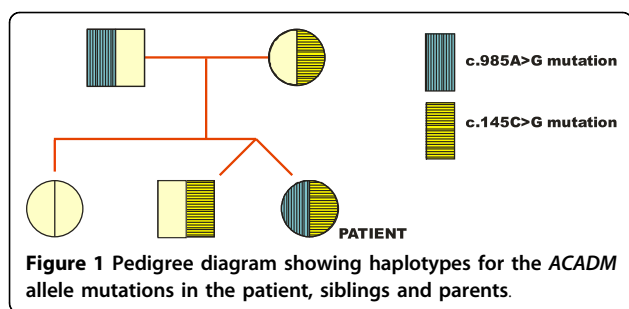 c.985A>G mutation
c.145C>G mutation
PATIENT
Figure 1 Pedigree diagram showing haplotypes for the ACADM
allele mutations in the patient, siblings and parents.